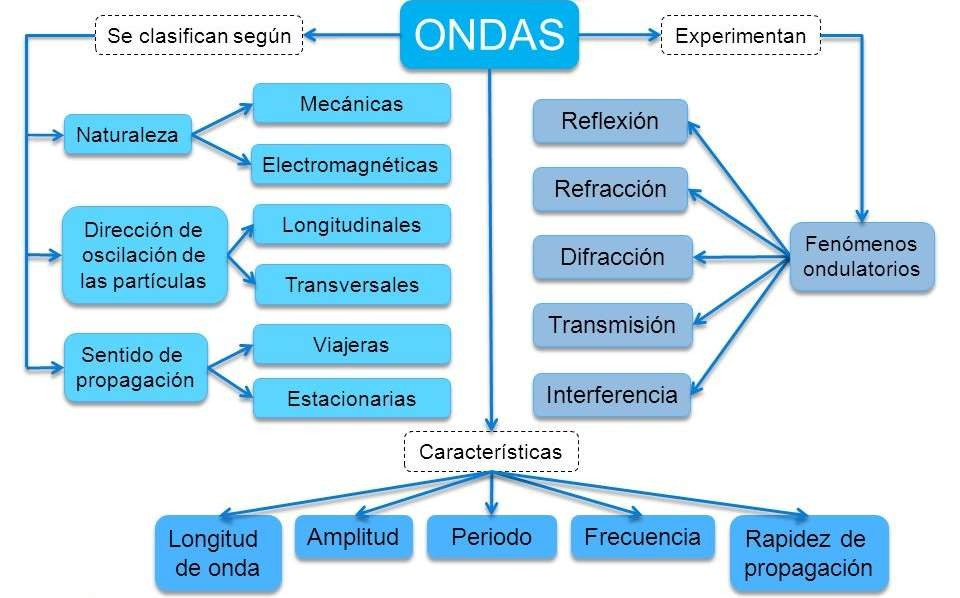 ONDAS
Se clasifican según
Experimentan
Naturaleza
Mecánicas
Electromagnéticas
Dirección de
oscilación de
las partículas
Longitudinales
Transversales
Sentido de
propagación
Viajeras
Estacionarias
Reflexión
Refracción
Difracción
Transmisión
Interferencia
Fenómenos
ondulatorios
Características
Longitud
de onda
Amplitud
Periodo
Frecuencia
Rapidez de
propagación